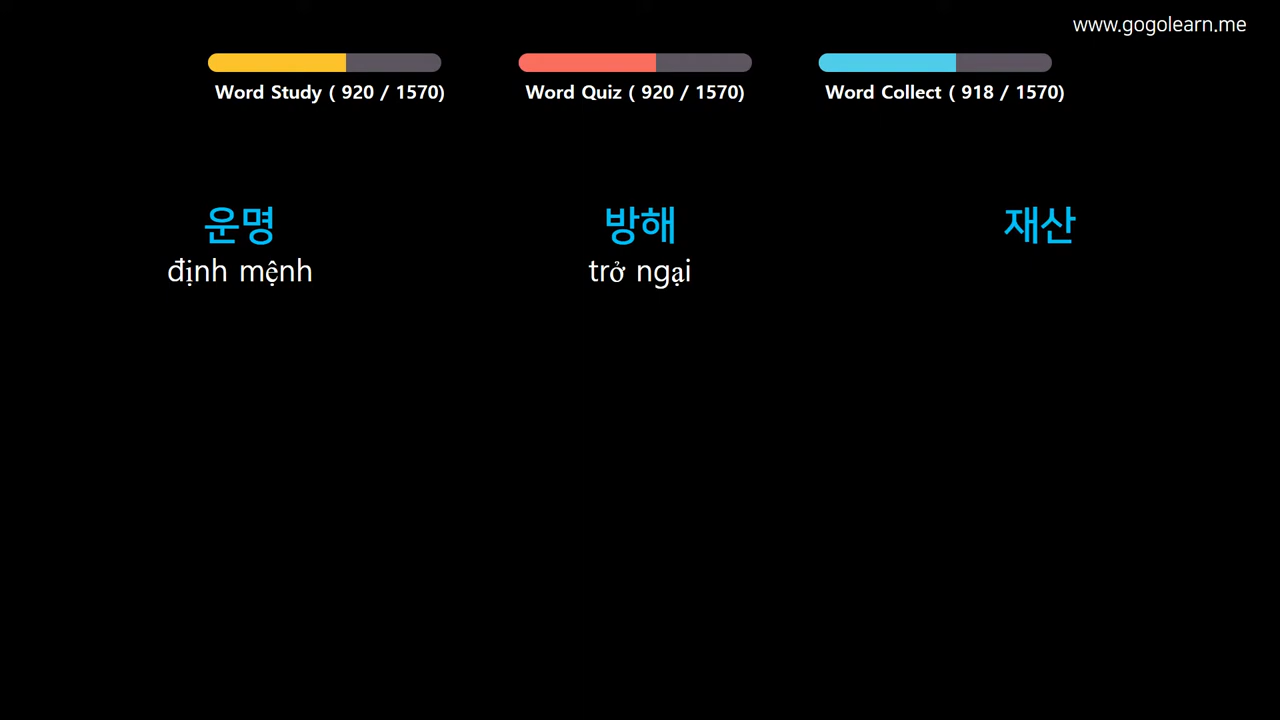 www.gogolearn.me
Word Study ( 920 / 1570)
Word Quiz ( 920 / 1570)
Word Collect ( 918 / 1570)
운명
định mệnh
방해
trở ngại
재산